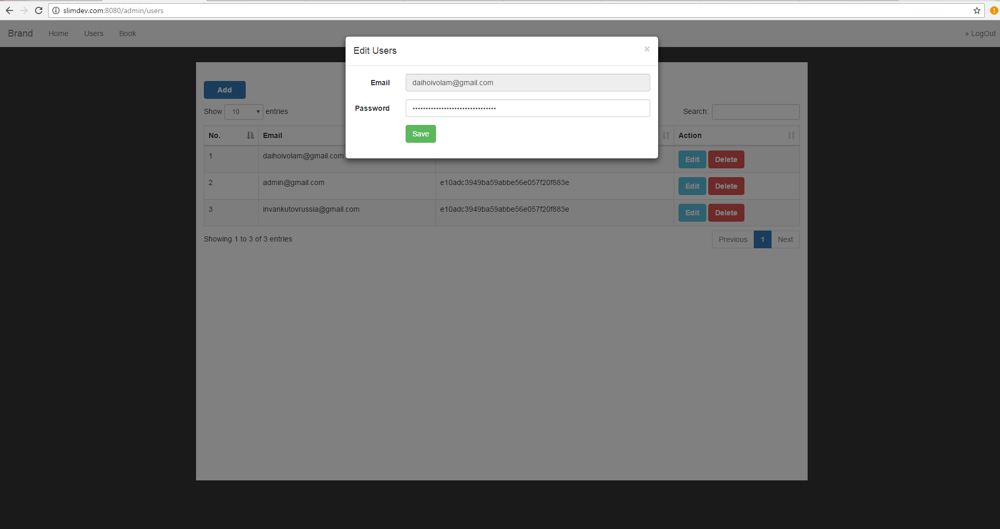 slimdev.com:8080/admin/users
Brand Home Users Book » LogOut
Edit Users ×
Email daihoivolam@gmail.com
Password ••••••••••••••••••••••••••••••••
Save
Add
Show 10 entries Search:
No. Email Action
1 daihoivolam@gmail.com Edit Delete
2 admin@gmail.com e10adc3949ba59abbe56e057f20f883e Edit Delete
3 invankutovrussia@gmail.com e10adc3949ba59abbe56e057f20f883e Edit Delete
Showing 1 to 3 of 3 entries Previous 1 Next